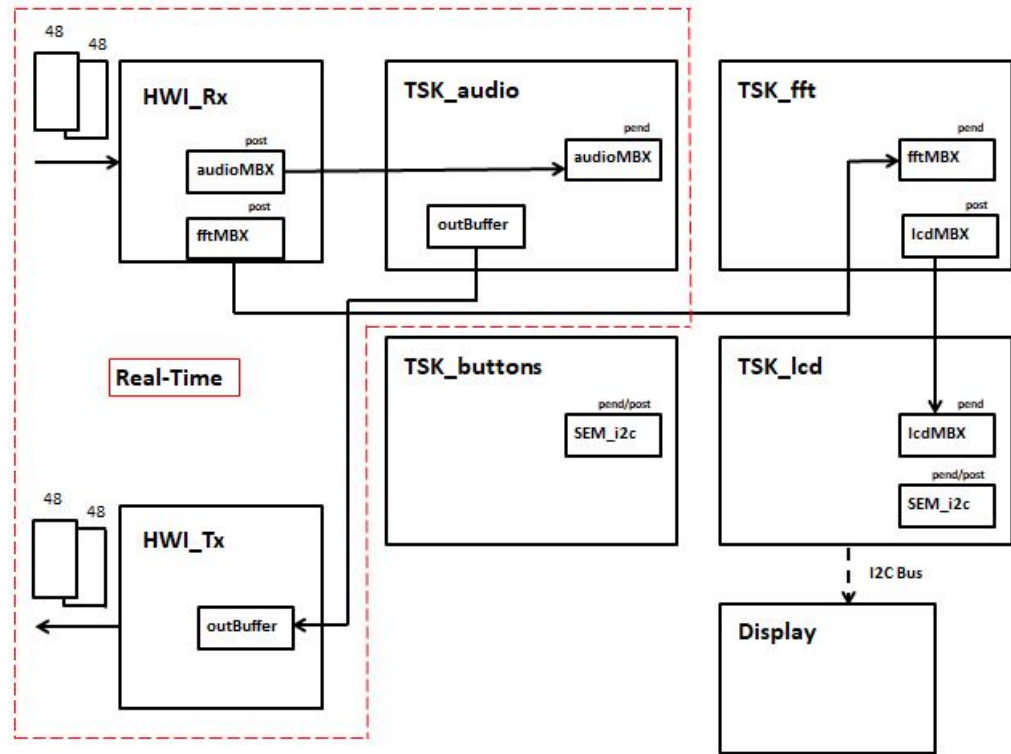 48
48
HWI_Rx
post
audioMBX
post
fftMBX
TSK_audio
pend
audioMBX
outBuffer
TSK_fft
pend
fftMBX
post
lcdMBX
Real-Time
TSK_buttons
pend/post
SEM_i2c
TSK_lcd
pend
lcdMBX
pend/post
SEM_i2c
48
48
HWI_Tx
outBuffer
I2C Bus
Display